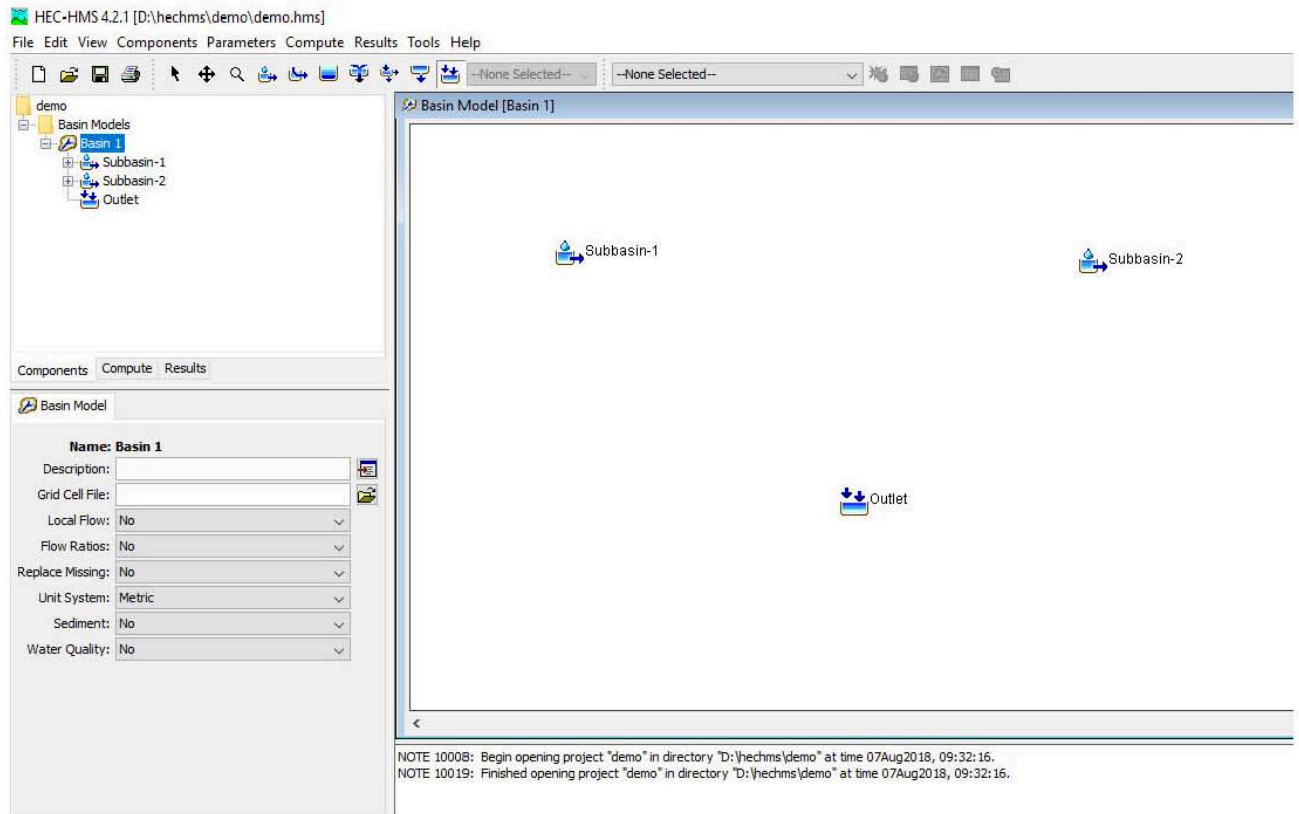 HEC-HMS 4.2.1 [D:\hechms\demo\demo.hms]
File Edit View Components Parameters Compute Results Tools Help
--None Selected-- --None Selected--
demo
Basin Models
Basin 1
Subbasin-1
Subbasin-2
Outlet
Components Compute Results
Basin Model
Name: Basin 1
Description:
Grid Cell File:
Local Flow: No
Flow Ratios: No
Replace Missing: No
Unit System: Metric
Sediment: No
Water Quality: No
Basin Model [Basin 1]
Subbasin-1
Subbasin-2
Outlet
NOTE 10008: Begin opening project "demo" in directory "D:\hechms\demo" at time 07Aug2018, 09:32:16.
NOTE 10019: Finished opening project "demo" in directory "D:\hechms\demo" at time 07Aug2018, 09:32:16.